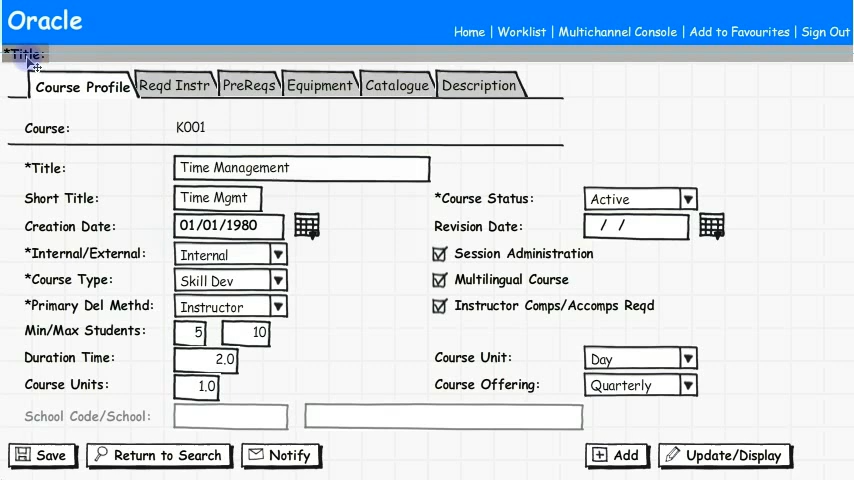 Oracle
Home | Worklist | Multichannel Console | Add to Favourites | Sign Out
*Title:
Course Profile Reqd Instr PreReqs Equipment Catalogue Description
Course: K001
*Title: Time Management
Short Title: Time Mgmt *Course Status: Active
Creation Date: 01/01/1980 Revision Date: / /
*Internal/External: Internal Session Administration
*Course Type: Skill Dev Multilingual Course
*Primary Del Methd: Instructor Instructor Comps/Accomps Reqd
Min/Max Students: 5 10
Duration Time: 2.0 Course Unit: Day
Course Units: 1.0 Course Offering: Quarterly
School Code/School:
Save Return to Search Notify Add Update/Display